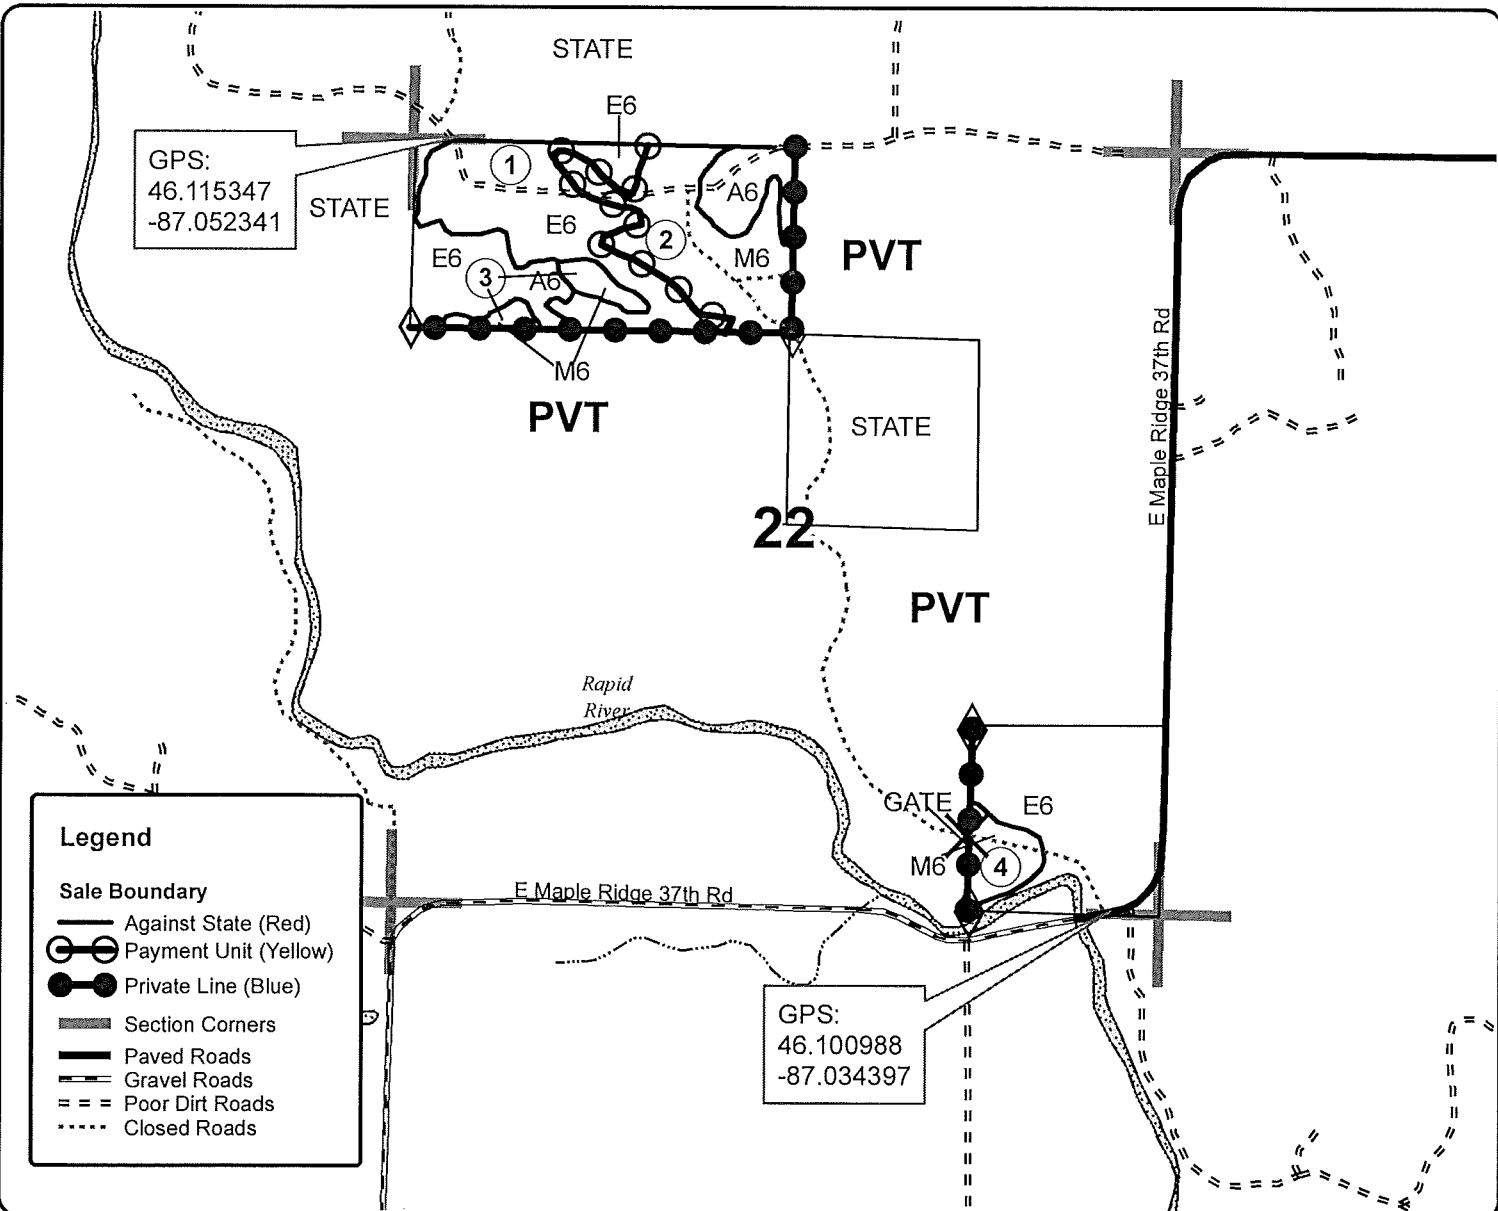 STATE
E6
GPS:
46.115347
-87.052341
1
STATE
A6
E6
2
PVT
E6
M6
3
A6
M6
PVT
STATE
E Maple Ridge 37th Rd
22
PVT
Rapid
River
GATE
E6
M6
4
E Maple Ridge 37th Rd
GPS:
46.100988
-87.034397
Legend
Sale Boundary
Against State (Red)
Payment Unit (Yellow)
Private Line (Blue)
Section Corners
Paved Roads
Gravel Roads
Poor Dirt Roads
Closed Roads